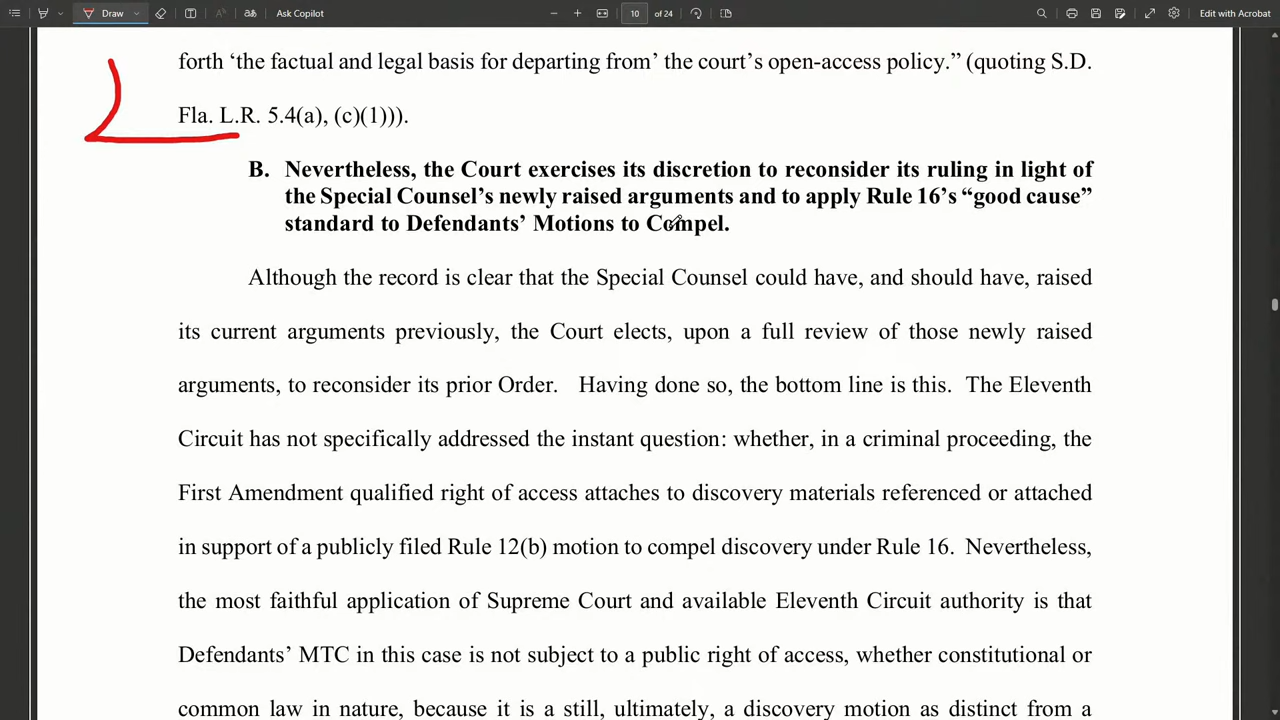 Draw
aあ
Ask Copilot
10 of 24
Edit with Acrobat
forth ‘the factual and legal basis for departing from’ the court’s open-access policy.” (quoting S.D.
Fla. L.R. 5.4(a), (c)(1))).
B. Nevertheless, the Court exercises its discretion to reconsider its ruling in light of
the Special Counsel’s newly raised arguments and to apply Rule 16’s “good cause”
standard to Defendants’ Motions to Compel.
Although the record is clear that the Special Counsel could have, and should have, raised
its current arguments previously, the Court elects, upon a full review of those newly raised
arguments, to reconsider its prior Order. Having done so, the bottom line is this. The Eleventh
Circuit has not specifically addressed the instant question: whether, in a criminal proceeding, the
First Amendment qualified right of access attaches to discovery materials referenced or attached
in support of a publicly filed Rule 12(b) motion to compel discovery under Rule 16. Nevertheless,
the most faithful application of Supreme Court and available Eleventh Circuit authority is that
Defendants’ MTC in this case is not subject to a public right of access, whether constitutional or
common law in nature, because it is a still, ultimately, a discovery motion as distinct from a